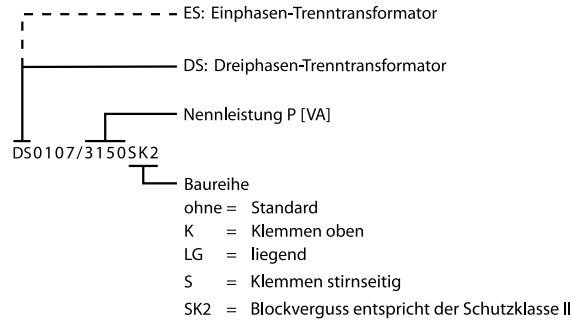 ES: Einphasen-Trenntransformator
DS: Dreiphasen-Trenntransformator
Nennleistung P [VA]
DS0107/3150SK2
Baureihe
ohne = Standard
K = Klemmen oben
LG = liegend
S = Klemmen stirnseitig
SK2 = Blockverguss entspricht der Schutzklasse II